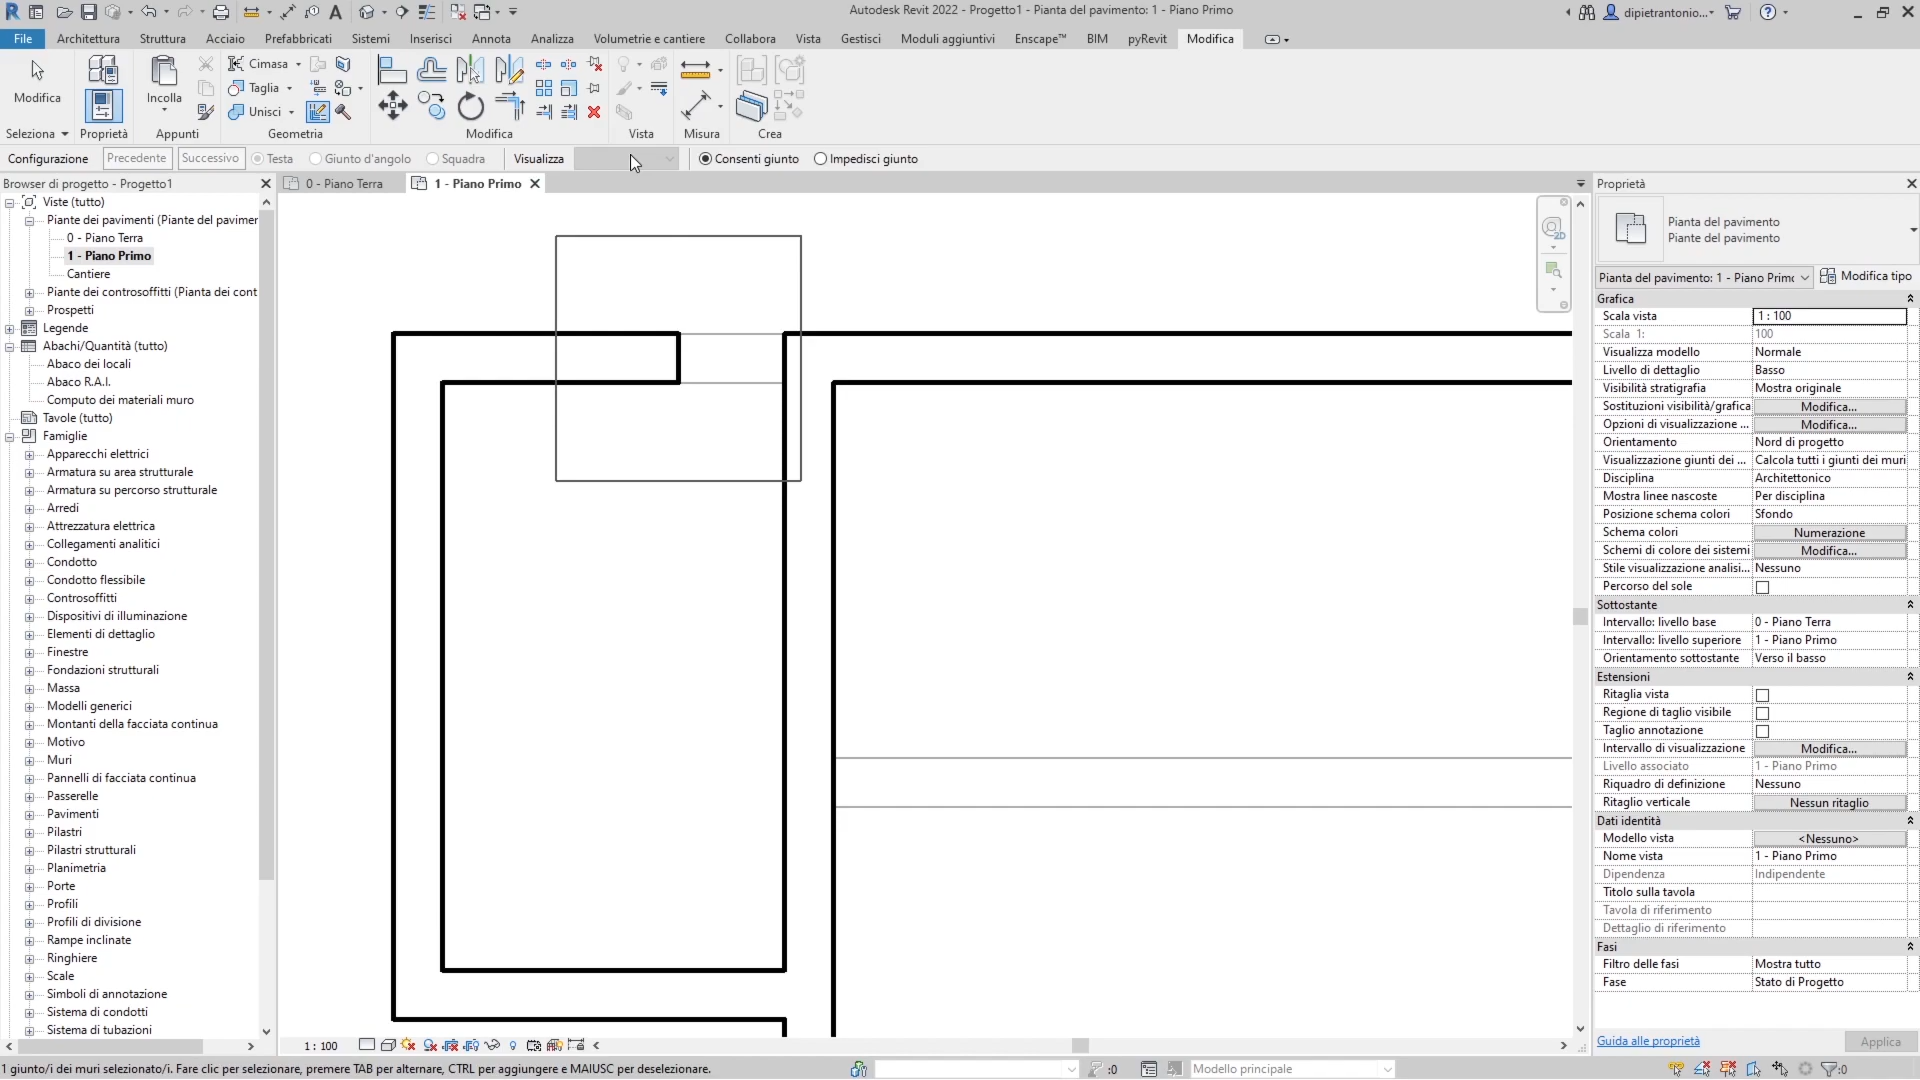 Autodesk Revit 2022 - Progetto1 - Pianta del pavimento: 1 - Piano Primo
dipietrantonio...
File Architettura Struttura Acciaio Prefabbricati Sistemi Inserisci Annota Analizza Volumetrie e cantiere Collabora Vista Gestisci Moduli aggiuntivi Enscape™ BIM pyRevit Modifica
Modifica
Incolla
Cimasa
Taglia
Unisci
Seleziona Proprietà Appunti Geometria Modifica Vista Misura Crea
Configurazione Precedente Successivo Testa Giunto d'angolo Squadra Visualizza Consenti giunto Impedisci giunto
Browser di progetto - Progetto1
Viste (tutto)
Piante dei pavimenti (Piante del pavimer
0 - Piano Terra
1 - Piano Primo
Cantiere
Piante dei controsoffitti (Pianta dei cont
Prospetti
Legende
Abachi/Quantità (tutto)
Abaco dei locali
Abaco R.A.I.
Computo dei materiali muro
Tavole (tutto)
Famiglie
Apparecchi elettrici
Armatura su area strutturale
Armatura su percorso strutturale
Arredi
Attrezzatura elettrica
Collegamenti analitici
Condotto
Condotto flessibile
Controsoffitti
Dispositivi di illuminazione
Elementi di dettaglio
Finestre
Fondazioni strutturali
Massa
Modelli generici
Montanti della facciata continua
Motivo
Muri
Pannelli di facciata continua
Passerelle
Pavimenti
Pilastri
Pilastri strutturali
Planimetria
Porte
Profili
Profili di divisione
Rampe inclinate
Ringhiere
Scale
Simboli di annotazione
Sistema di condotti
Sistema di tubazioni
0 - Piano Terra
1 - Piano Primo
2D
1 : 100
Proprietà
Pianta del pavimento
Piante del pavimento
Pianta del pavimento: 1 - Piano Primo Modifica tipo
Grafica
Scala vista 1 : 100
Scala 1: 100
Visualizza modello Normale
Livello di dettaglio Basso
Visibilità stratigrafia Mostra originale
Sostituzioni visibilità/grafica Modifica...
Opzioni di visualizzazione ... Modifica...
Orientamento Nord di progetto
Visualizzazione giunti dei ... Calcola tutti i giunti dei muri
Disciplina Architettonico
Mostra linee nascoste Per disciplina
Posizione schema colori Sfondo
Schema colori Numerazione
Schemi di colore dei sistemi Modifica...
Stile visualizzazione analisi... Nessuno
Percorso del sole
Sottostante
Intervallo: livello base 0 - Piano Terra
Intervallo: livello superiore 1 - Piano Primo
Orientamento sottostante Verso il basso
Estensioni
Ritaglia vista
Regione di taglio visibile
Taglio annotazione
Intervallo di visualizzazione Modifica...
Livello associato 1 - Piano Primo
Riquadro di definizione Nessuno
Ritaglio verticale Nessun ritaglio
Dati identità
Modello vista <Nessuno>
Nome vista 1 - Piano Primo
Dipendenza Indipendente
Titolo sulla tavola
Tavola di riferimento
Dettaglio di riferimento
Fasi
Filtro delle fasi Mostra tutto
Fase Stato di Progetto
Guida alle proprietà Applica
1 giunto/i dei muri selezionato/i. Fare clic per selezionare, premere TAB per alternare, CTRL per aggiungere e MAIUSC per deselezionare.
:0
Modello principale
:0